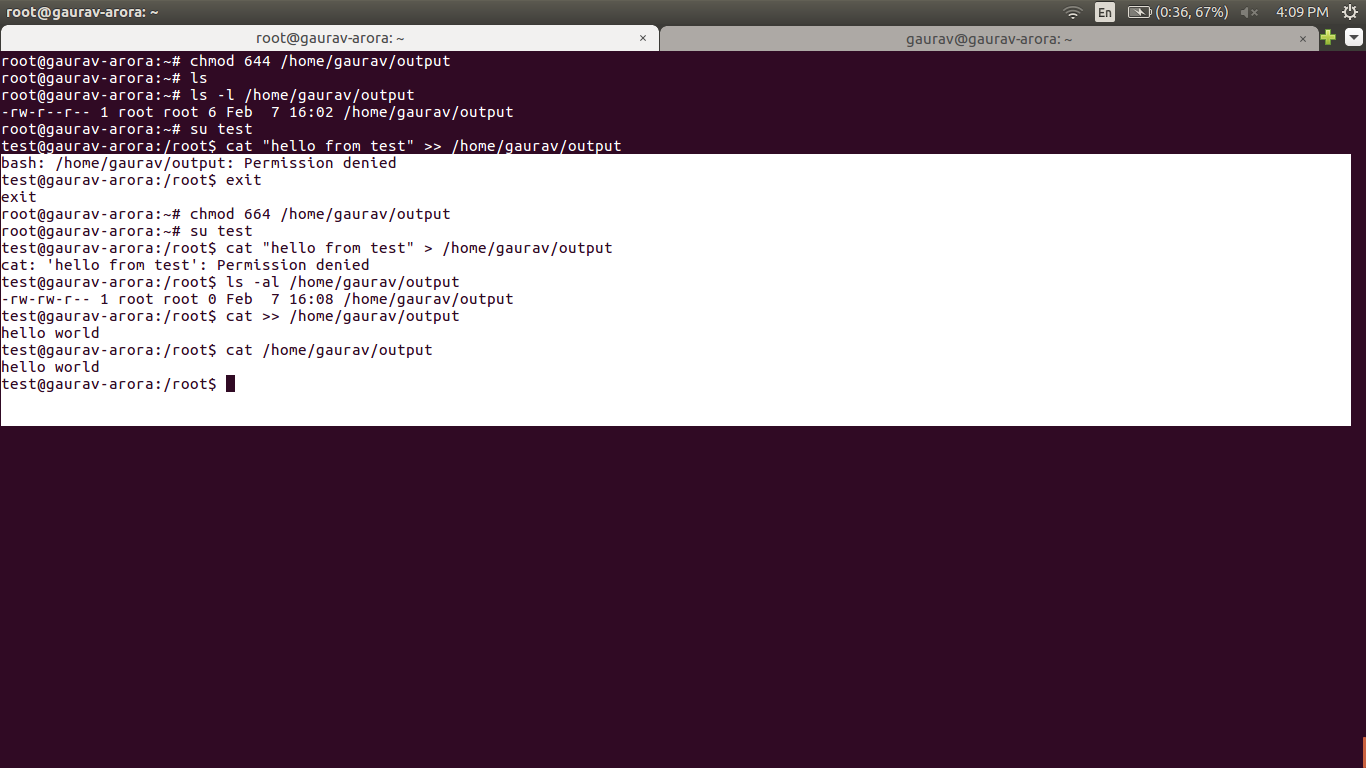 root@gaurav-arora: ~
En
(0:36, 67%)
4:09 PM
root@gaurav-arora: ~ ×
gaurav@gaurav-arora: ~ ×
root@gaurav-arora:~# chmod 644 /home/gaurav/output
root@gaurav-arora:~# ls
root@gaurav-arora:~# ls -l /home/gaurav/output
-rw-r--r-- 1 root root 6 Feb  7 16:02 /home/gaurav/output
root@gaurav-arora:~# su test
test@gaurav-arora:/root$ cat "hello from test" >> /home/gaurav/output
bash: /home/gaurav/output: Permission denied
test@gaurav-arora:/root$ exit
exit
root@gaurav-arora:~# chmod 664 /home/gaurav/output
root@gaurav-arora:~# su test
test@gaurav-arora:/root$ cat "hello from test" > /home/gaurav/output
cat: 'hello from test': Permission denied
test@gaurav-arora:/root$ ls -al /home/gaurav/output
-rw-rw-r-- 1 root root 0 Feb  7 16:08 /home/gaurav/output
test@gaurav-arora:/root$ cat >> /home/gaurav/output
hello world
test@gaurav-arora:/root$ cat /home/gaurav/output
hello world
test@gaurav-arora:/root$